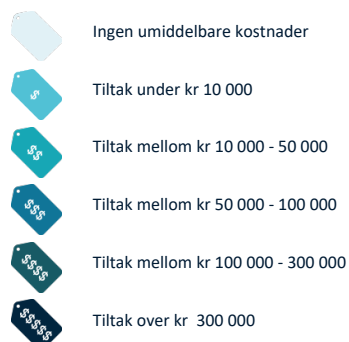 Ingen umiddelbare kostnader
$ Tiltak under kr 10 000
$$ Tiltak mellom kr 10 000 - 50 000
$$$ Tiltak mellom kr 50 000 - 100 000
$$$$ Tiltak mellom kr 100 000 - 300 000
$$$$$ Tiltak over kr 300 000